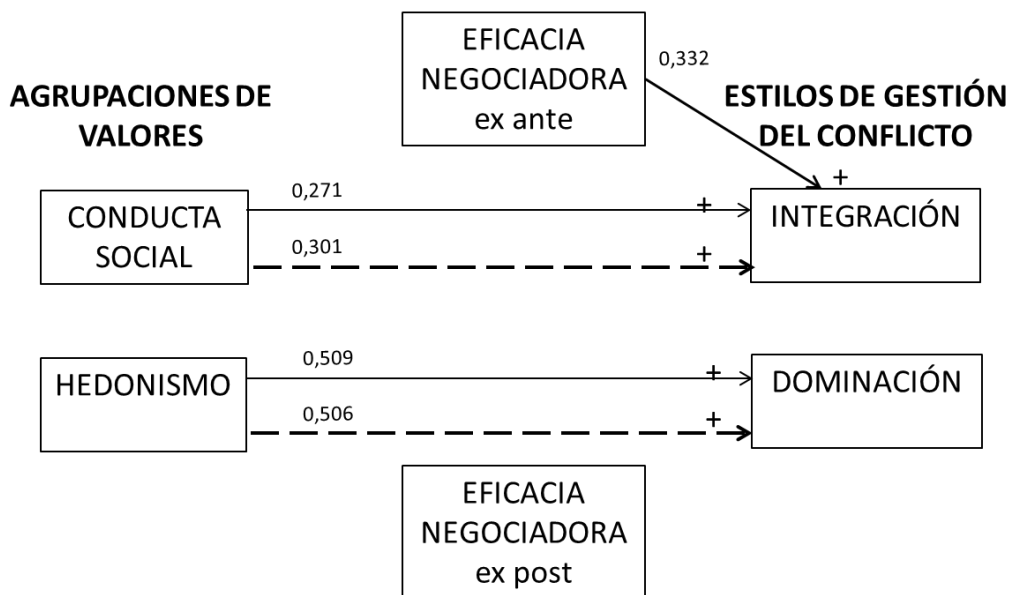 EFICACIA
NEGOCIADORA
ex ante
0,332
AGRUPACIONES DE
VALORES
ESTILOS DE GESTIÓN
DEL CONFLICTO
+
CONDUCTA
SOCIAL
0,271
+
0,301
+
INTEGRACIÓN
HEDONISMO
0,509
+
0,506
+
DOMINACIÓN
EFICACIA
NEGOCIADORA
ex post